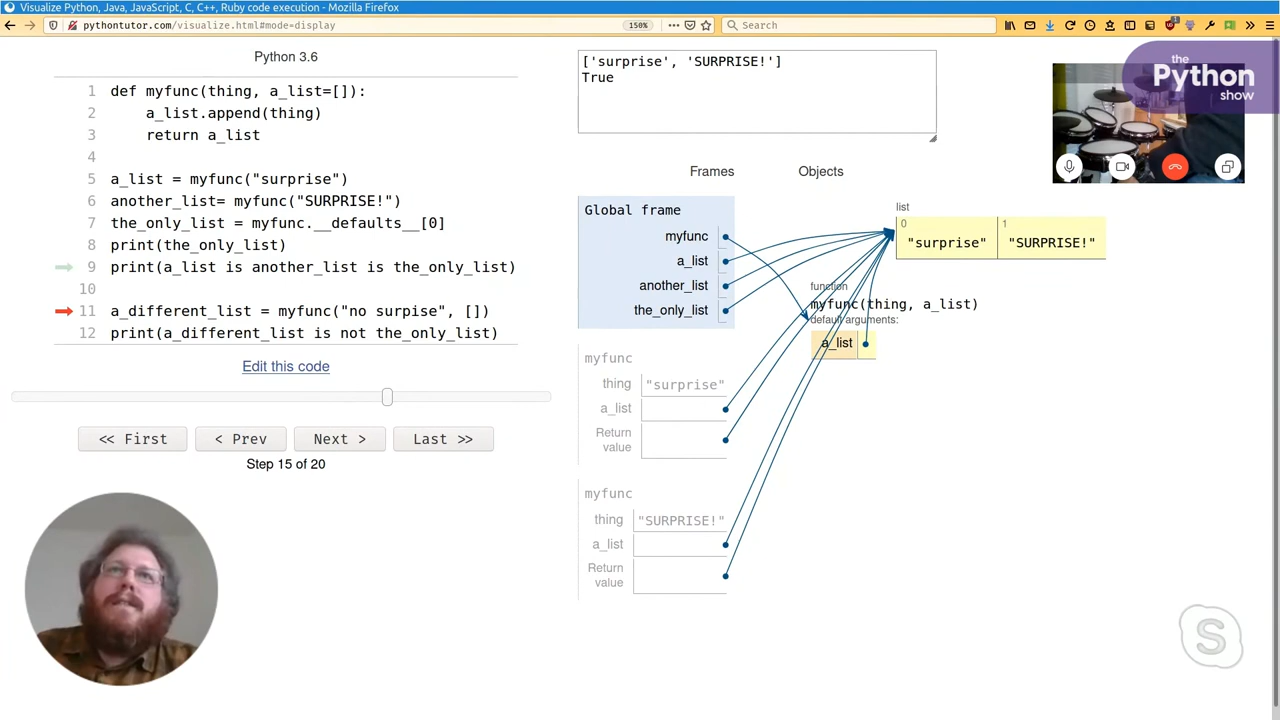 Visualize Python, Java, JavaScript, C, C++, Ruby code execution - Mozilla Firefox
pythontutor.com/visualize.html#mode=display
150%
Search
the
Python
show
Python 3.6
1 def myfunc(thing, a_list=[]):
2 a_list.append(thing)
3 return a_list
4
5 a_list = myfunc("surprise")
6 another_list= myfunc("SURPRISE!")
7 the_only_list = myfunc.__defaults__[0]
8 print(the_only_list)
9 print(a_list is another_list is the_only_list)
10
11 a_different_list = myfunc("no surpise", [])
12 print(a_different_list is not the_only_list)
Edit this code
<< First
< Prev
Next >
Last >>
Step 15 of 20
['surprise', 'SURPRISE!']
True
Frames
Objects
Global frame
myfunc
a_list
another_list
the_only_list
list
0
1
"surprise"
"SURPRISE!"
function
myfunc(thing, a_list)
default arguments:
a_list
myfunc
thing "surprise"
a_list
Return
value
myfunc
thing "SURPRISE!"
a_list
Return
value
S